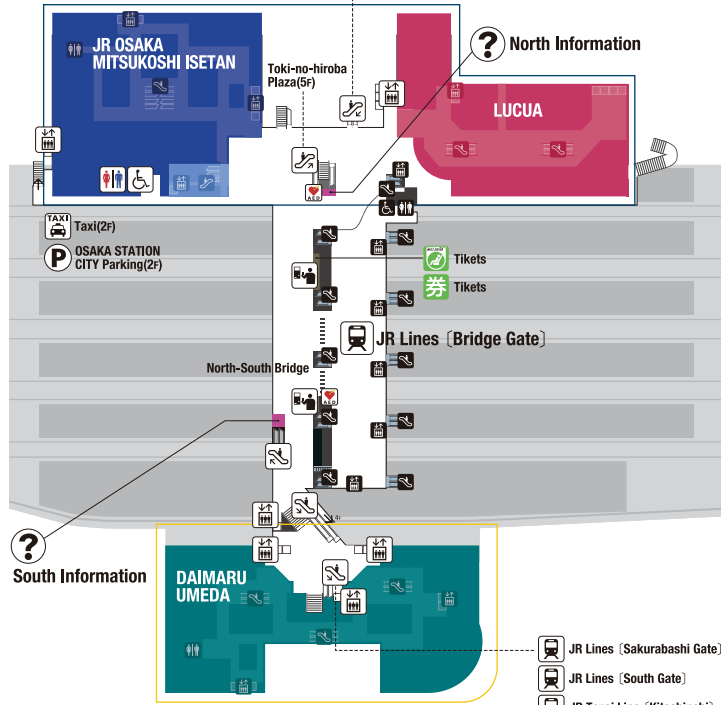 JR OSAKA
MITSUKOSHI ISETAN
Toki-no-hiroba
Plaza(5F)
? North Information
LUCUA
AED
TAXI
Taxi(2F)
P OSAKA STATION
CITY Parking(2F)
Tikets
券 Tikets
JR Lines〔Bridge Gate〕
North-South Bridge
AED
?
South Information
DAIMARU
UMEDA
JR Lines〔Sakurabashi Gate〕
JR Lines〔South Gate〕